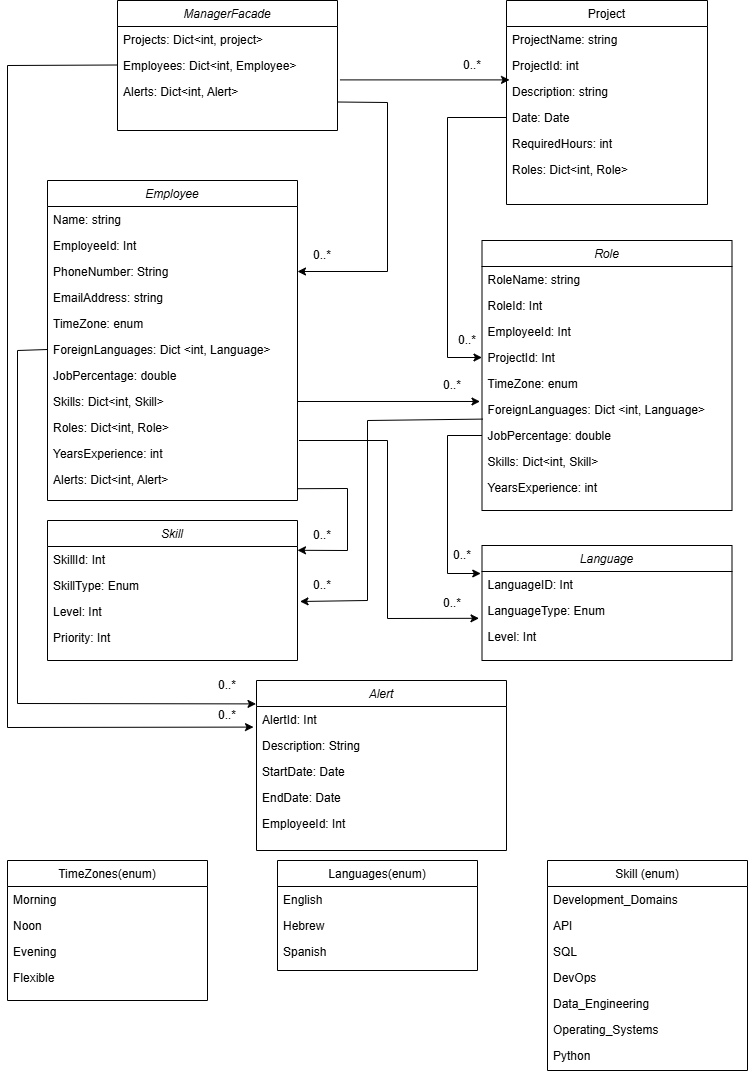 ManagerFacade
Projects: Dict<int, project>
Employees: Dict<int, Employee>
Alerts: Dict<int, Alert>
0..*
Project
ProjectName: string
ProjectId: int
Description: string
Date: Date
RequiredHours: int
Roles: Dict<int, Role>
Employee
Name: string
EmployeeId: Int
PhoneNumber: String
EmailAddress: string
TimeZone: enum
ForeignLanguages: Dict <int, Language>
JobPercentage: double
Skills: Dict<int, Skill>
Roles: Dict<int, Role>
YearsExperience: int
Alerts: Dict<int, Alert>
0..*
0..*
0..*
Role
RoleName: string
RoleId: Int
EmployeeId: Int
ProjectId: Int
TimeZone: enum
ForeignLanguages: Dict <int, Language>
JobPercentage: double
Skills: Dict<int, Skill>
YearsExperience: int
Skill
SkillId: Int
SkillType: Enum
Level: Int
Priority: Int
0..*
0..*
0..*
0..*
Language
LanguageID: Int
LanguageType: Enum
Level: Int
0..*
0..*
Alert
AlertId: Int
Description: String
StartDate: Date
EndDate: Date
EmployeeId: Int
TimeZones(enum)
Morning
Noon
Evening
Flexible
Languages(enum)
English
Hebrew
Spanish
Skill (enum)
Development_Domains
API
SQL
DevOps
Data_Engineering
Operating_Systems
Python